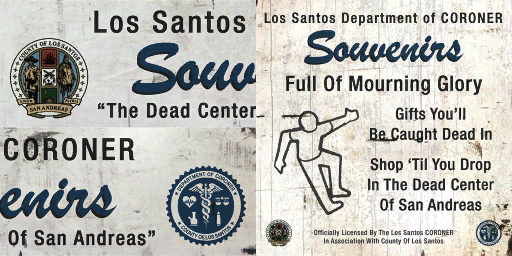 Los Santos
Souv
"The Dead Center
COUNTY OF LOS SANTOS
SAN ANDREAS
CORONER
enirs
Of San Andreas"
DEPARTMENT OF CORONER
COUNTY OF LOS SANTOS
Los Santos Department of CORONER
Souvenirs
Full Of Mourning Glory
Gifts You'll
Be Caught Dead In
Shop 'Til You Drop
In The Dead Center
Of San Andreas
Officially Licensed By The Los Santos CORONER
In Association With County Of Los Santos